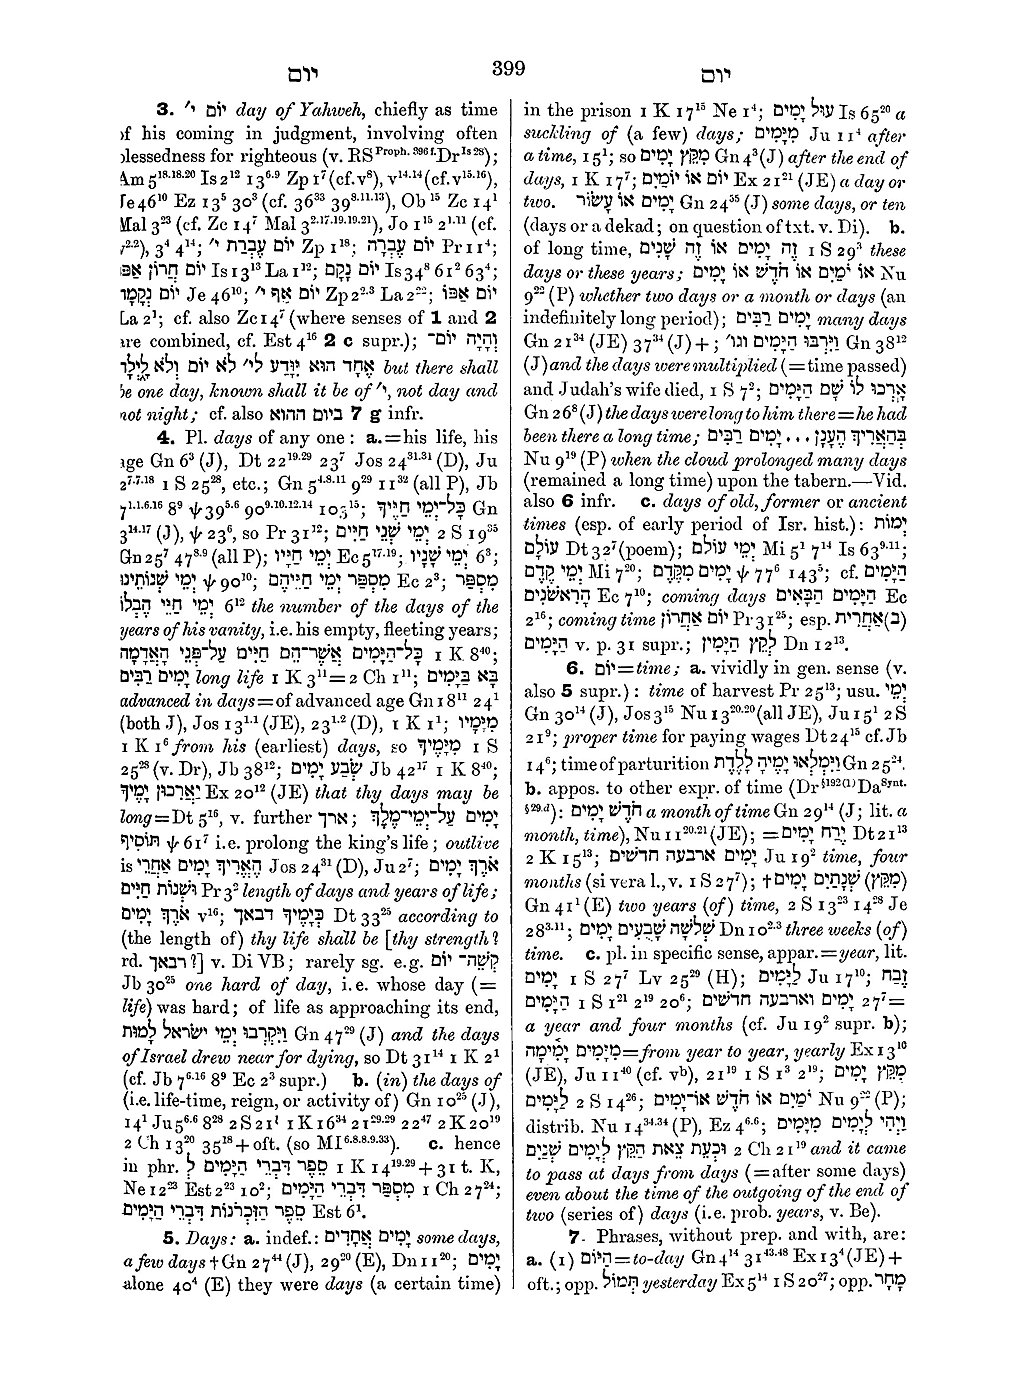 יום 399 יום
3. יוֹם י׳ day of Yahweh, chiefly as time
of his coming in judgment, involving often
blessedness for righteous (v. RS Proph. 396 f. Dr Is 28);
Am 5 18.18.20 Is 2 12 13 6.9 Zp 1 7 (cf. v 8), v 14.14 (cf. v 15.16),
Je 46 10 Ez 13 5 30 3 (cf. 36 33 39 8.11.13), Ob 15 Zc 14 1
Mal 3 23 (cf. Zc 14 7 Mal 3 2.17.19.19.21), Jo 1 15 2 1.11 (cf.
2 2.2), 3 4 4 14; יוֹם עֶבְרַת י׳ Zp 1 18; יוֹם עֶבְרָה Pr 11 4;
יוֹם חֲרוֹן אַפּוֹ Is 13 13 La 1 12; יוֹם נָקָם Is 34 8 61 2 63 4;
יוֹם נְקָמָה Je 46 10; יוֹם אַף י׳ Zp 2 2.3 La 2 22; יוֹם אַפּוֹ
La 2 1; cf. also Zc 14 7 (where senses of 1 and 2
are combined, cf. Est 4 16 2 c supr.); וְהָיָה יוֹם־
אֶחָד הוּא יִוָּדַע לי׳ לֹא יוֹם וְלֹא לָיְלָה but there shall
be one day, known shall it be of י׳, not day and
not night; cf. also ביום ההוא 7 g infr.
4. Pl. days of any one: a. = his life, his
age Gn 6 3 (J), Dt 22 19.29 23 7 Jos 24 31.31 (D), Ju
2 7.7.18 1 S 25 28, etc.; Gn 5 4.8.11 9 29 11 32 (all P), Jb
7 1.1.6.16 8 9 ψ 39 5.6 90 9.10.12.14 103 15; כָּל־יְמֵי חַיֶּיךָ Gn
3 14.17 (J), ψ 23 6, so Pr 31 12; יְמֵי שְׁנֵי חַיִּים 2 S 19 35
Gn 25 7 47 8.9 (all P); יְמֵי חַיָּיו Ec 5 17.19; יְמֵי שָׁנָיו 6 3;
יְמֵי שְׁנוֹתֵינוּ ψ 90 10; מִסְפַּר יְמֵי חַיֵּיהֶם Ec 2 3; מִסְפַּר
יְמֵי חַיֵּי הֶבְלוֹ 6 12 the number of the days of the
years of his vanity, i.e. his empty, fleeting years;
כָּל־הַיָּמִים אֲשֶׁר־הֵם חַיִּים עַל־פְּנֵי הָאֲדָמָה 1 K 8 40;
יָמִים רַבִּים long life 1 K 3 11 = 2 Ch 1 11; בָּא בַּיָּמִים
advanced in days = of advanced age Gn 18 11 24 1
(both J), Jos 13 1.1 (JE), 23 1.2 (D), 1 K 1 1; מִיָּמָיו
1 K 1 6 from his (earliest) days, so מִיָּמֶיךָ 1 S
25 28 (v. Dr), Jb 38 12; שְׂבַע יָמִים Jb 42 17 1 K 8 40;
יַאֲרִכוּן יָמֶיךָ Ex 20 12 (JE) that thy days may be
long = Dt 5 16, v. further ארך; יָמִים עַל־יְמֵי־מֶלֶךְ
תּוֹסִיף ψ 61 7 i.e. prolong the king's life; outlive
is הֶאֱרִיךְ יָמִים אַחֲרֵי Jos 24 31 (D), Ju 2 7; אֹרֶךְ יָמִים
וּשְׁנוֹת חַיִּים Pr 3 2 length of days and years of life;
אֹרֶךְ יָמִים v 16; כְּיָמֶיךָ דבאך Dt 33 25 according to
(the length of) thy life shall be [thy strength?
rd. רבאך?] v. Di VB; rarely sg. e.g. קְשֵׁה־ יוֹם
Jb 30 25 one hard of day, i.e. whose day (=
life) was hard; of life as approaching its end,
וַיִּקְרְבוּ יְמֵי ישראל לָמוּת Gn 47 29 (J) and the days
of Israel drew near for dying, so Dt 31 14 1 K 2 1
(cf. Jb 7 6.16 8 9 Ec 2 3 supr.) b. (in) the days of
(i.e. life-time, reign, or activity of) Gn 10 25 (J),
14 1 Ju 5 6.6 8 28 2 S 21 1 1 K 16 34 21 29.29 22 47 2 K 20 19
2 Ch 13 20 35 18 + oft. (so MI 6.8.8.9.33). c. hence
in phr. סֵפֶר דִּבְרֵי הַיָּמִים לְ 1 K 14 19.29 + 31 t. K,
Ne 12 23 Est 2 23 10 2; מִסְפַּר דִּבְרֵי הַיָּמִים 1 Ch 27 24;
סֵפֶר הַזִּכְרֹנוֹת דִּבְרֵי הַיָּמִים Est 6 1.
5. Days: a. indef.: יָמִים אֲחָדִים some days,
a few days † Gn 27 44 (J), 29 20 (E), Dn 11 20; יָמִים
alone 40 4 (E) they were days (a certain time)
in the prison 1 K 17 15 Ne 1 4; עוּל יָמִים Is 65 20 a
suckling of (a few) days; מִיָּמִים Ju 11 4 after
a time, 15 1; so מִקֵּץ יָמִים Gn 4 3 (J) after the end of
days, 1 K 17 7; יוֹם אוֹ יוֹמַיִם Ex 21 21 (JE) a day or
two. יָמִים אוֹ עָשׂוֹר Gn 24 35 (J) some days, or ten
(days or a dekad; on question of txt. v. Di). b.
of long time, זֶה יָמִים אוֹ זֶה שָׁנִים 1 S 29 3 these
days or these years; אוֹ יֹמַיִם אוֹ חֹדֶשׁ אוֹ יָמִים Nu
9 22 (P) whether two days or a month or days (an
indefinitely long period); יָמִים רַבִּים many days
Gn 21 34 (JE) 37 34 (J) +; וַיִּרְבּוּ הַיָּמִים וגו׳ Gn 38 12
(J) and the days were multiplied (= time passed)
and Judah's wife died, 1 S 7 2; אָרְכוּ לוֹ שָׁם הַיָּמִים
Gn 26 8 (J) the days were long to him there = he had
been there a long time; בְּהַאֲרִיךְ הֶעָנָן ... יָמִים רַבִּים
Nu 9 19 (P) when the cloud prolonged many days
(remained a long time) upon the tabern.—Vid.
also 6 infr. c. days of old, former or ancient
times (esp. of early period of Isr. hist.): יְמוֹת
עוֹלָם Dt 32 7 (poem); יְמֵי עוֹלם Mi 5 1 7 14 Is 63 9.11;
יְמֵי קֶדֶם Mi 7 20; יָמִים מִקֶּדֶם ψ 77 6 143 5; cf. הַיָּמִים
הָרִאשֹׁנִים Ec 7 10; coming days הַיָּמִים הַבָּאִים Ec
2 16; coming time יוֹם אַחֲרוֹן Pr 31 25; esp. (ב)אַחֲרִית
הַיָּמִים v. p. 31 supr.; לְקֵץ הַיָּמִין Dn 12 13.
6. יוֹם = time; a. vividly in gen. sense (v.
also 5 supr.): time of harvest Pr 25 13; usu. יְמֵי
Gn 30 14 (J), Jos 3 15 Nu 13 20.20 (all JE), Ju 15 1 2 S
21 9; proper time for paying wages Dt 24 15 cf. Jb
14 6; time of parturition וַיִּמְלְאוּ יָמֶיהָ לָלֶדֶת Gn 25 24.
b. appos. to other expr. of time (Dr §192(1) Da Synt.
§29.d): חֹדֶשׁ יָמִים a month of time Gn 29 14 (J; lit. a
month, time), Nu 11 20.21 (JE); = יֶרַח יָמִים Dt 21 13
2 K 15 13; יָמִים ארבעה חדשׁים Ju 19 2 time, four
months (si vera l., v. 1 S 27 7); † (מִקֵּץ) שְׁנָתַיִם יָמִים
Gn 41 1 (E) two years (of) time, 2 S 13 23 14 28 Je
28 3.11; שְׁלֹשָׁה שָׁבֻעִים יָמִים Dn 10 2.3 three weeks (of)
time. c. pl. in specific sense, appar. = year, lit.
יָמִים 1 S 27 7 Lv 25 29 (H); לַיָּמִים Ju 17 10; זֶבַח
הַיָּמִים 1 S 1 21 2 19 20 6; יָמִים וארבעה חדשים 27 7 =
a year and four months (cf. Ju 19 2 supr. b);
מִיָּמִים יָמִימָה = from year to year, yearly Ex 13 10
(JE), Ju 11 40 (cf. v b), 21 19 1 S 1 3 2 19; מִקֵּץ יָמִים
לַיָּמִים 2 S 14 26; יֹמַיִם אוֹ חֹדֶשׁ אוֹ־יָמִים Nu 9 22 (P);
distrib. Nu 14 34.34 (P), Ez 4 6.6; וַיְהִי לְיָמִים מִיָּמִים
וּכְעֵת צֵאת הַקֵּץ לְיָמִים שְׁנַיִם 2 Ch 21 19 and it came
to pass at days from days (= after some days)
even about the time of the outgoing of the end of
two (series of) days (i.e. prob. years, v. Be).
7. Phrases, without prep. and with, are:
a. (1) הַיּוֹם = to-day Gn 4 14 31 43.48 Ex 13 4 (JE) +
oft.; opp. תְּמוֹל yesterday Ex 5 14 1 S 20 27; opp. מָחָר